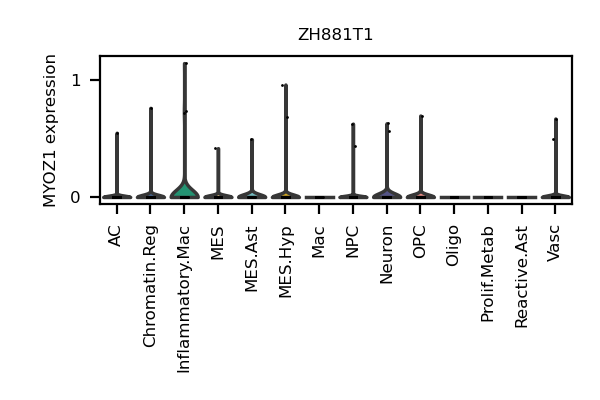 ZH881T1
MYOZ1 expression
1
0
AC
Chromatin.Reg
Inflammatory.Mac
MES
MES.Ast
MES.Hyp
Mac
NPC
Neuron
OPC
Oligo
Prolif.Metab
Reactive.Ast
Vasc